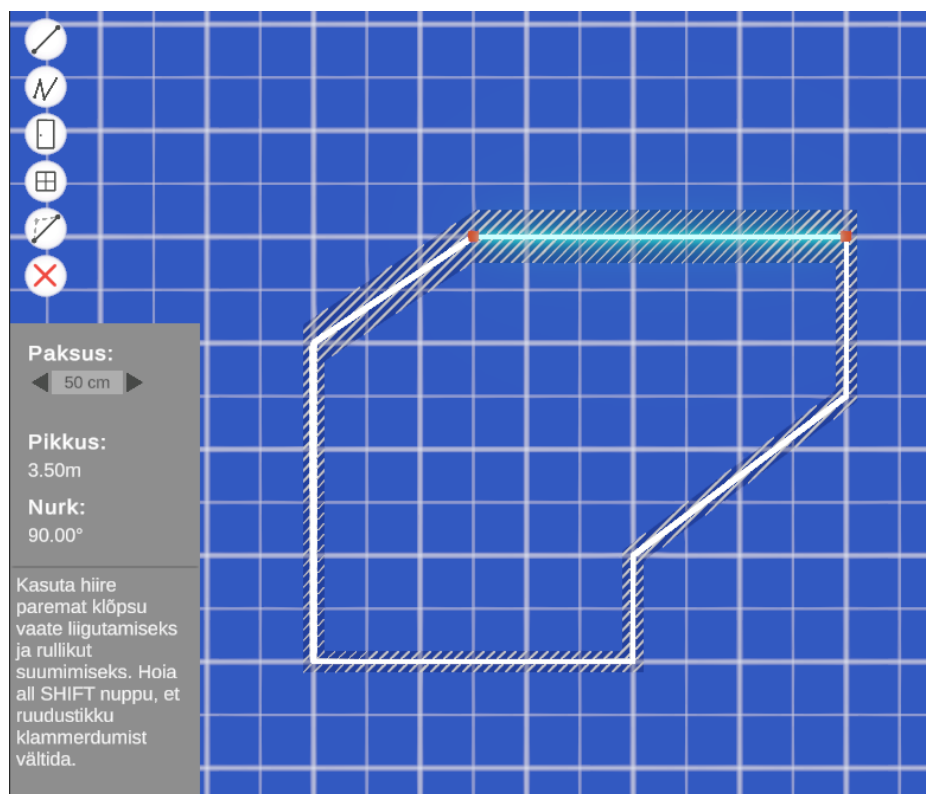 Paksus:
50 cm
Pikkus:
3.50m
Nurk:
90.00°
Kasuta hiire
paremat klõpsu
vaate liigutamiseks
ja rullikut
suumimiseks. Hoia
all SHIFT nuppu, et
ruudustikku
klammerdumist
vältida.